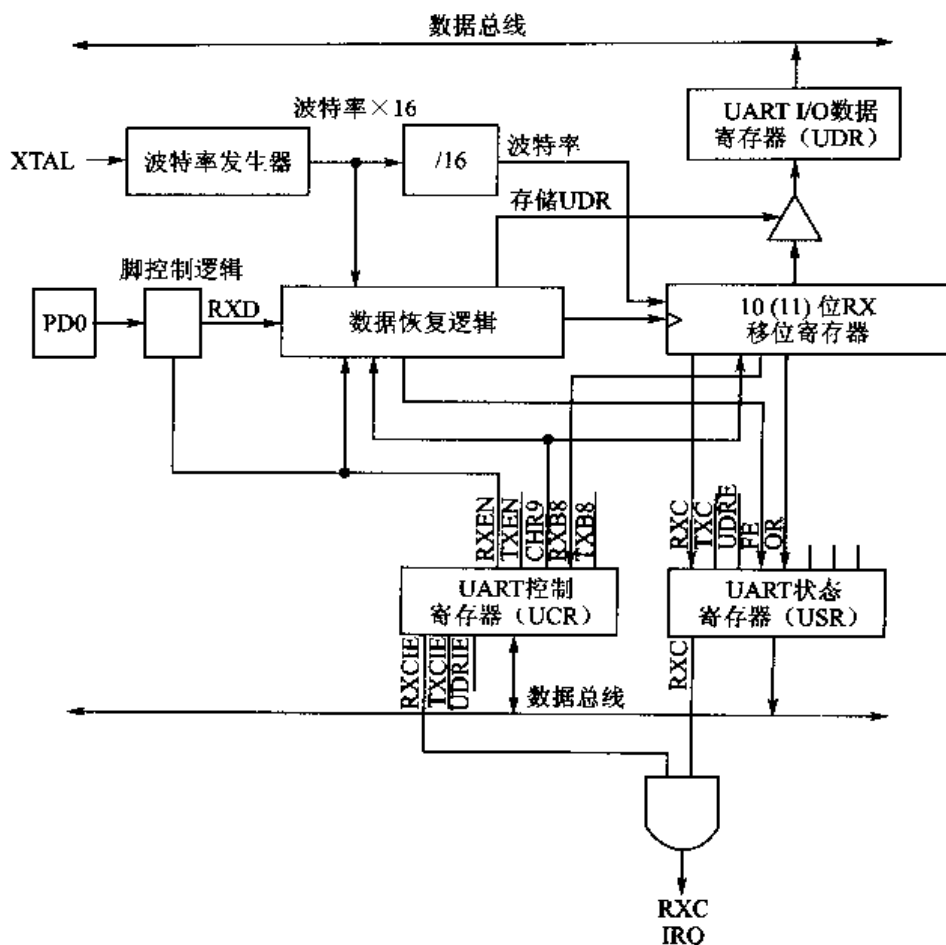 数据总线
UART I/O数据
寄存器（UDR）
波特率×16
XTAL
波特率发生器
/16
波特率
存储UDR
脚控制逻辑
PD0
RXD
数据恢复逻辑
10 (11) 位RX
移位寄存器
RXEN
TXEN
CHR9
RXB8
TXB8
RXC
TXC
UDRE
FE
OR
UART控制
寄存器（UCR）
UART状态
寄存器（USR）
RXCIE
TXCIE
UDRIE
RXC
数据总线
RXC
IRQ